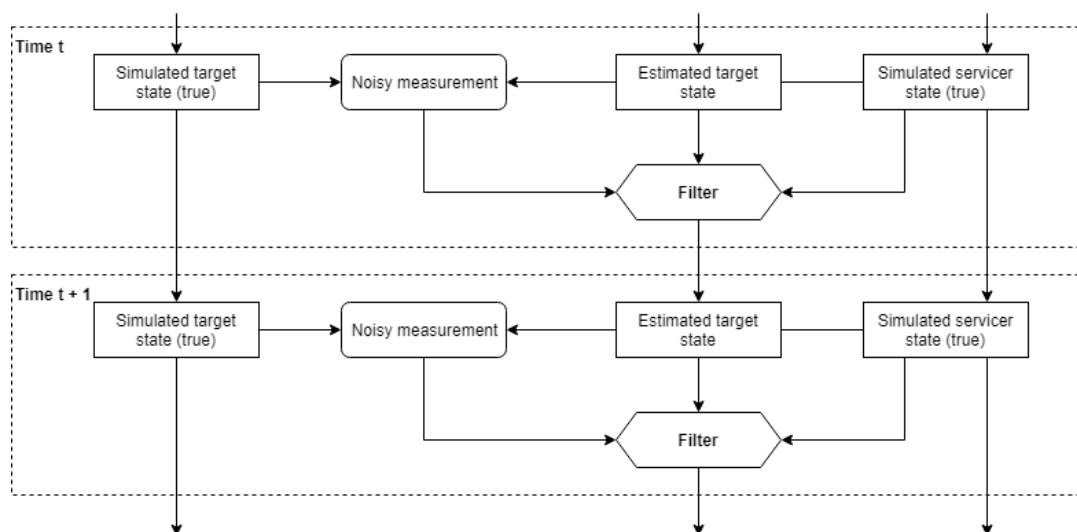 Time t
Simulated target
state (true)
Noisy measurement
Estimated target
state
Simulated servicer
state (true)
Filter
Time t + 1
Simulated target
state (true)
Noisy measurement
Estimated target
state
Simulated servicer
state (true)
Filter